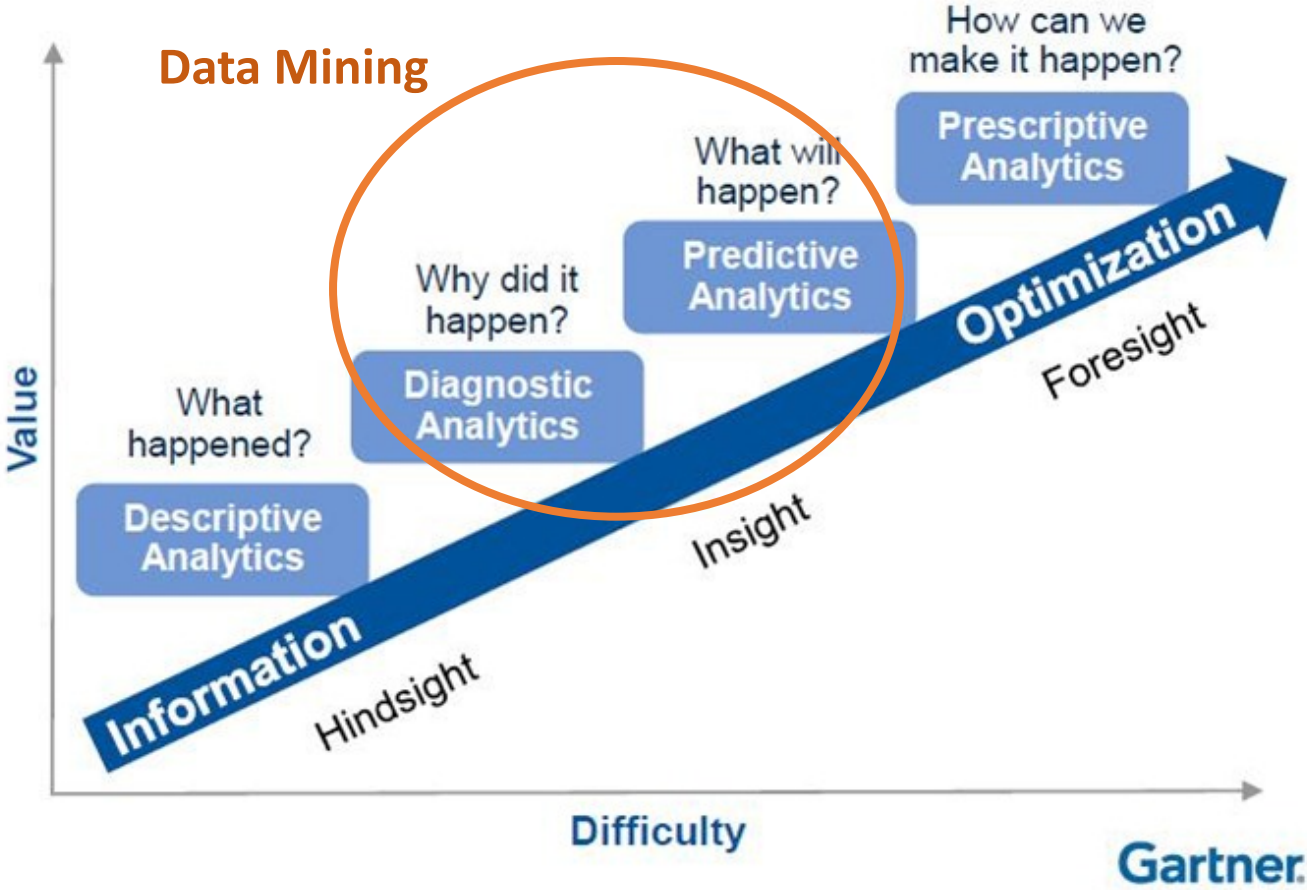 Data Mining
How can we
make it happen?
Prescriptive
Analytics
What will
happen?
Predictive
Analytics
Why did it
happen?
Diagnostic
Analytics
What
happened?
Descriptive
Analytics
Value
Information
Optimization
Hindsight
Insight
Foresight
Difficulty
Gartner.